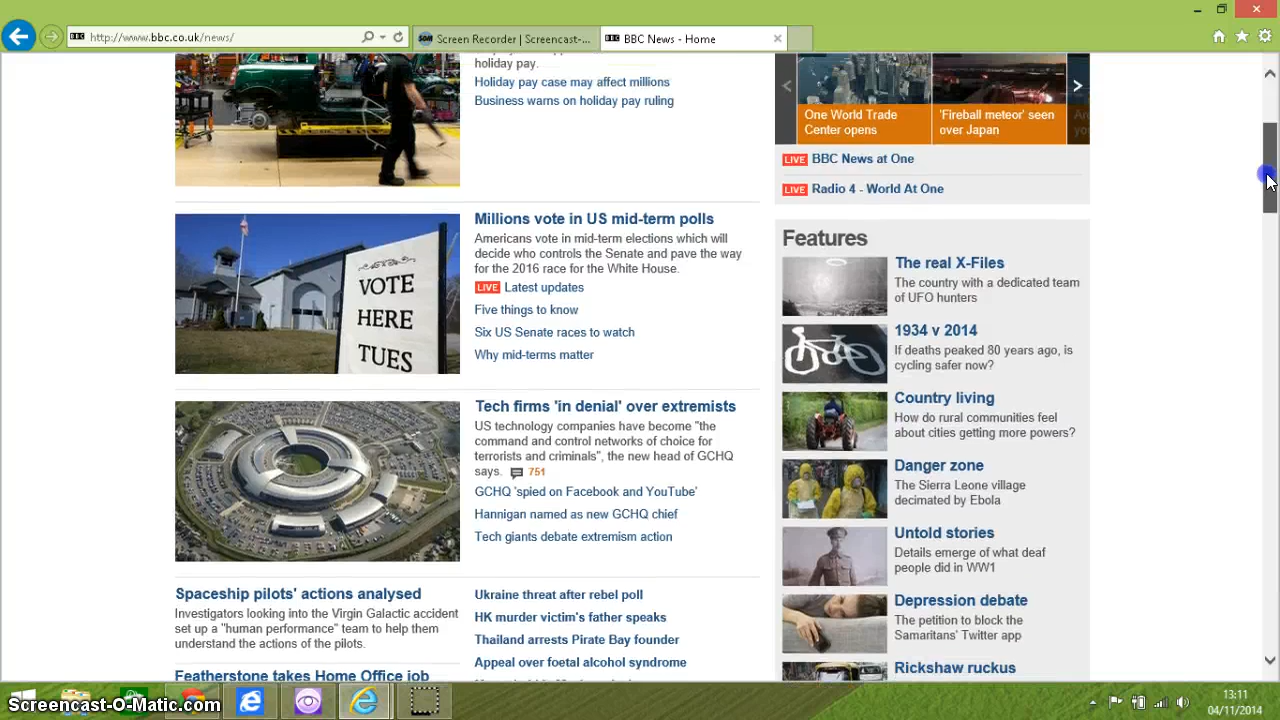 http://www.bbc.co.uk/news/
Screen Recorder | Screencast-...
BBC News - Home
holiday pay.
Holiday pay case may affect millions
Business warns on holiday pay ruling
Millions vote in US mid-term polls
Americans vote in mid-term elections which will
decide who controls the Senate and pave the way
for the 2016 race for the White House.
LIVE Latest updates
Five things to know
Six US Senate races to watch
Why mid-terms matter
VOTE
HERE
TUES
Tech firms 'in denial' over extremists
US technology companies have become "the
command and control networks of choice for
terrorists and criminals", the new head of GCHQ
says. 751
GCHQ 'spied on Facebook and YouTube'
Hannigan named as new GCHQ chief
Tech giants debate extremism action
Spaceship pilots' actions analysed
Investigators looking into the Virgin Galactic accident
set up a "human performance" team to help them
understand the actions of the pilots.
Featherstone takes Home Office job
Ukraine threat after rebel poll
HK murder victim's father speaks
Thailand arrests Pirate Bay founder
Appeal over foetal alcohol syndrome
One World Trade
Center opens
'Fireball meteor' seen
over Japan
LIVE BBC News at One
LIVE Radio 4 - World At One
Features
The real X-Files
The country with a dedicated team
of UFO hunters
1934 v 2014
If deaths peaked 80 years ago, is
cycling safer now?
Country living
How do rural communities feel
about cities getting more powers?
Danger zone
The Sierra Leone village
decimated by Ebola
Untold stories
Details emerge of what deaf
people did in WW1
Depression debate
The petition to block the
Samaritans' Twitter app
Rickshaw ruckus
Screencast-O-Matic.com
13:11
04/11/2014